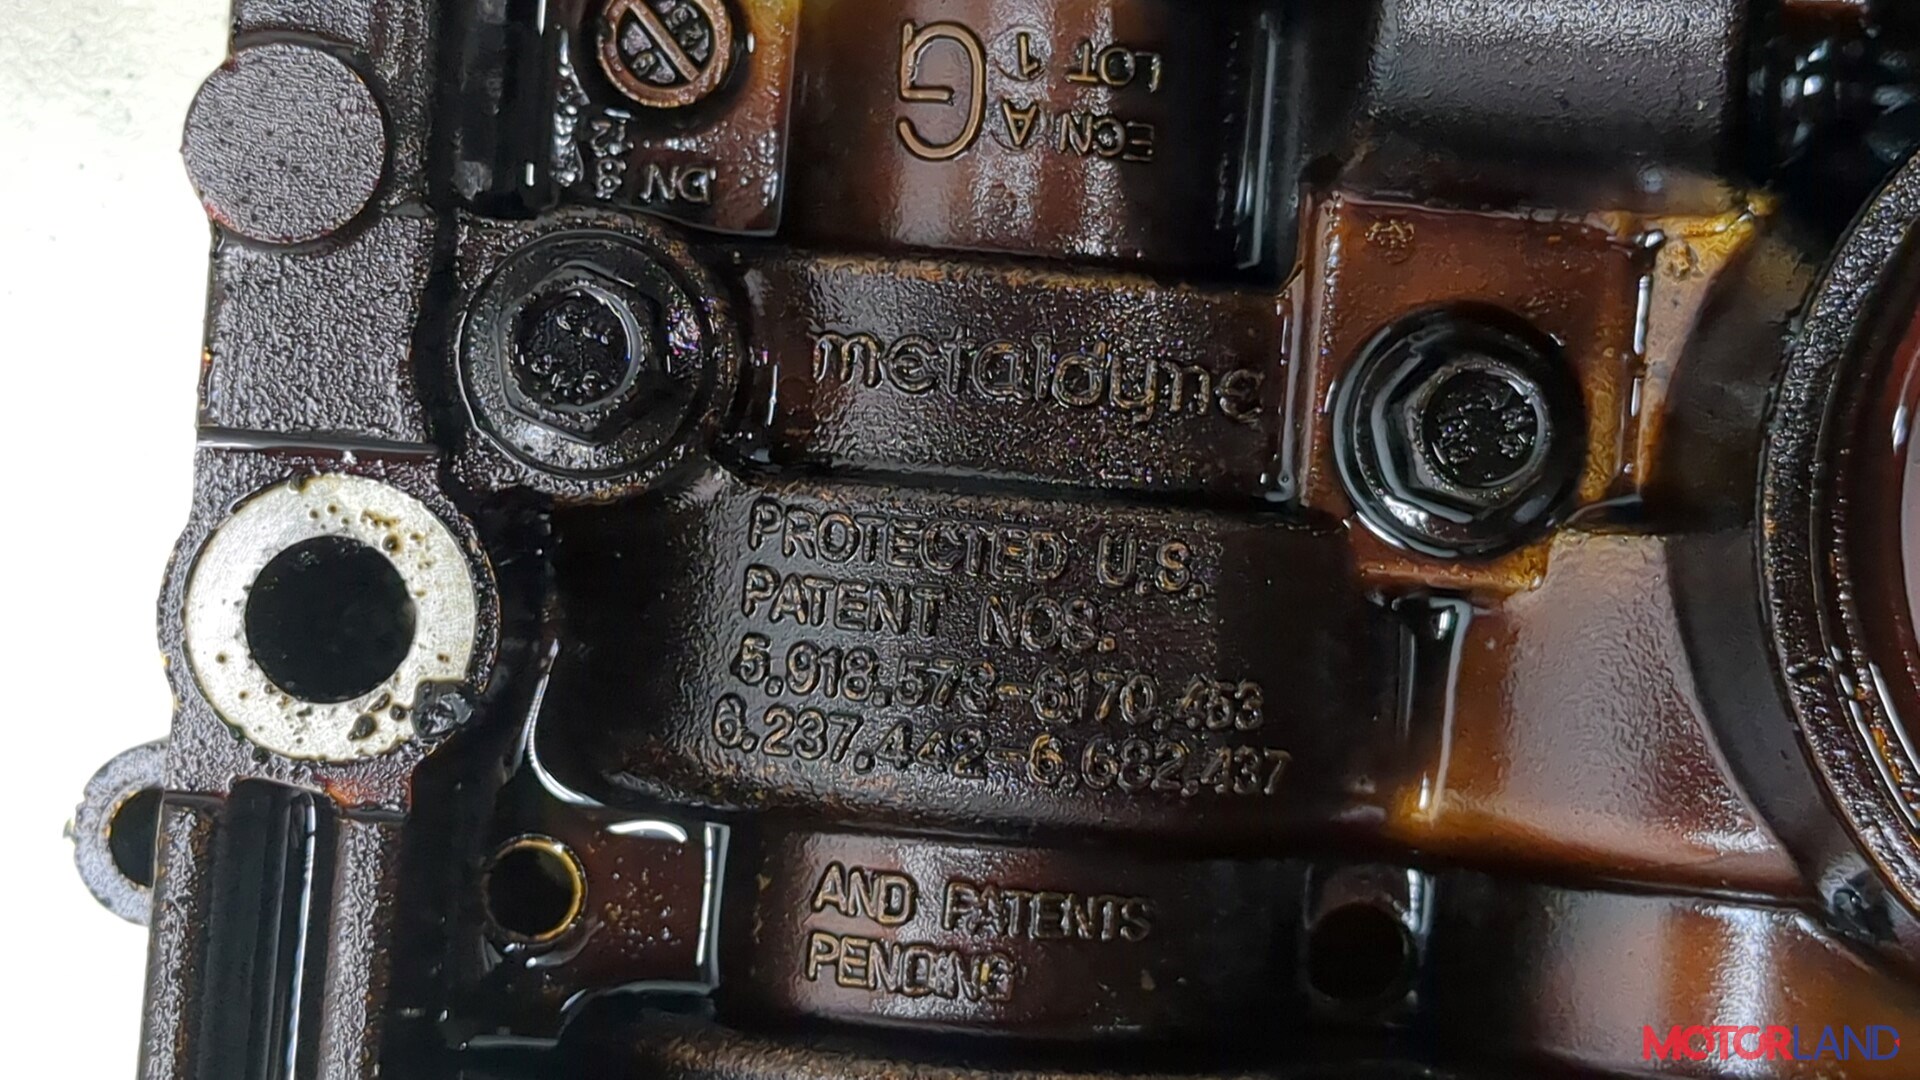 G
ECN A
LOT 1
DN
metaldyne
PROTECTED U.S.
PATENT NOS.
5.918.573-6170,453
6.237.442-6,682,437
AND PATENTS
PENDING
MOTORLAND